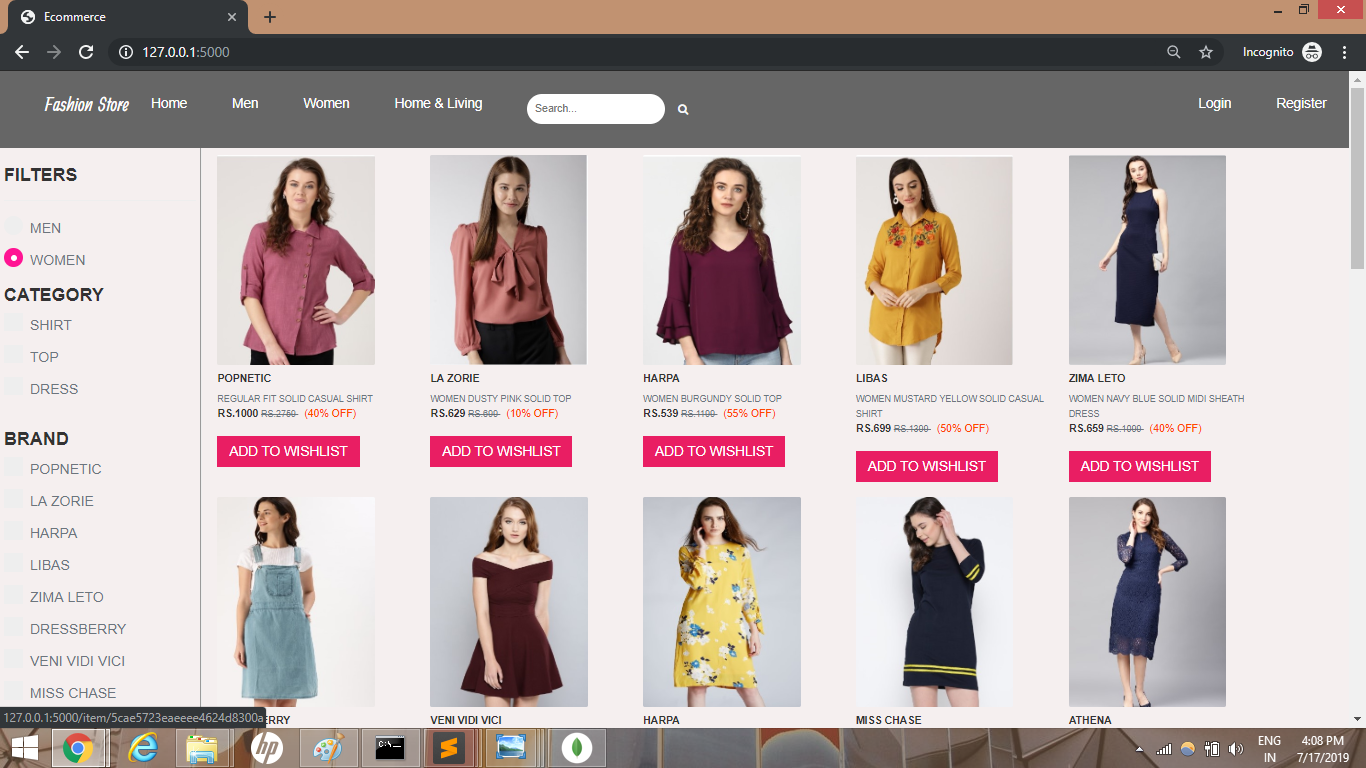 Ecommerce
127.0.0.1:5000
Incognito
Fashion Store
Home
Men
Women
Home & Living
Search...
Login
Register
FILTERS
MEN
WOMEN
CATEGORY
SHIRT
TOP
DRESS
BRAND
POPNETIC
LA ZORIE
HARPA
LIBAS
ZIMA LETO
DRESSBERRY
VENI VIDI VICI
MISS CHASE
POPNETIC
REGULAR FIT SOLID CASUAL SHIRT
RS.1000 RS.2750 (40% OFF)
ADD TO WISHLIST
LA ZORIE
WOMEN DUSTY PINK SOLID TOP
RS.629 RS.699 (10% OFF)
ADD TO WISHLIST
HARPA
WOMEN BURGUNDY SOLID TOP
RS.539 RS.1199 (55% OFF)
ADD TO WISHLIST
LIBAS
WOMEN MUSTARD YELLOW SOLID CASUAL
SHIRT
RS.699 RS.1399 (50% OFF)
ADD TO WISHLIST
ZIMA LETO
WOMEN NAVY BLUE SOLID MIDI SHEATH
DRESS
RS.659 RS.1099 (40% OFF)
ADD TO WISHLIST
ERRY
VENI VIDI VICI
HARPA
MISS CHASE
ATHENA
127.0.0.1:5000/item/5cae5723eaeeee4624d8300a
hp
C:\.
ENG
IN
4:08 PM
7/17/2019